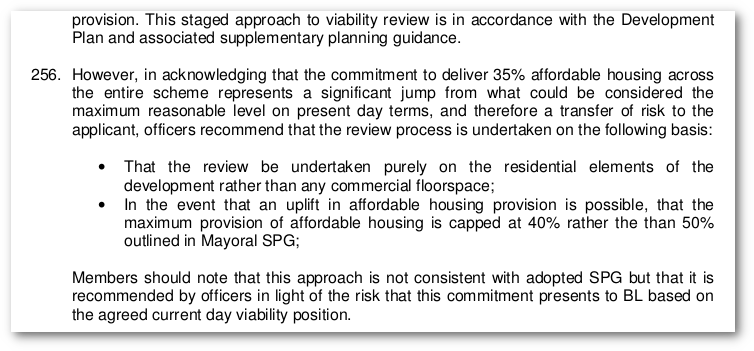 provision. This staged approach to viability review is in accordance with the Development
Plan and associated supplementary planning guidance.
256. However, in acknowledging that the commitment to deliver 35% affordable housing across
the entire scheme represents a significant jump from what could be considered the
maximum reasonable level on present day terms, and therefore a transfer of risk to the
applicant, officers recommend that the review process is undertaken on the following basis:
• That the review be undertaken purely on the residential elements of the
development rather than any commercial floorspace;
• In the event that an uplift in affordable housing provision is possible, that the
maximum provision of affordable housing is capped at 40% rather the than 50%
outlined in Mayoral SPG;
Members should note that this approach is not consistent with adopted SPG but that it is
recommended by officers in light of the risk that this commitment presents to BL based on
the agreed current day viability position.